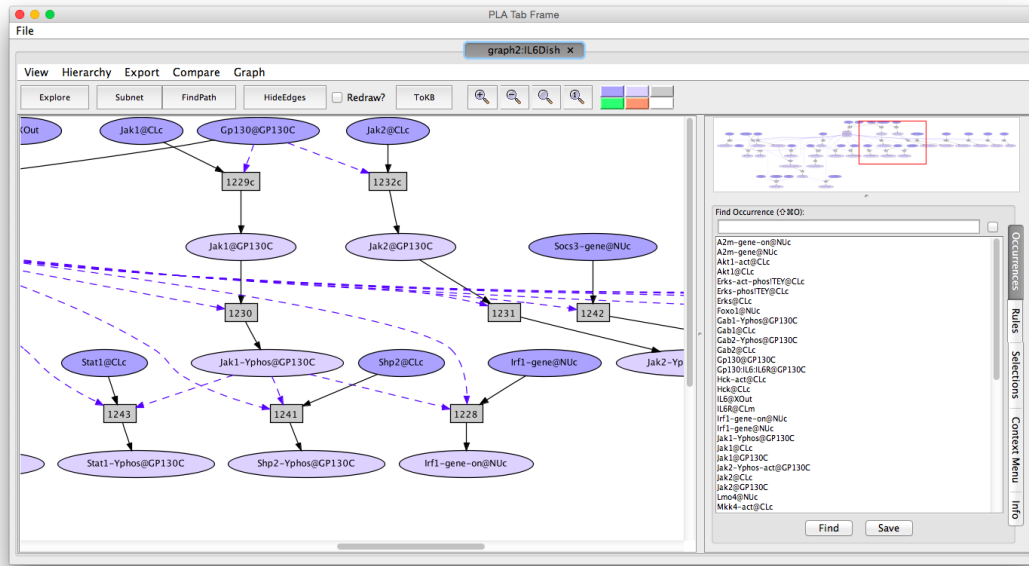 PLA Tab Frame
File
graph2:IL6Dish ×
View Hierarchy Export Compare Graph
Explore Subnet FindPath HideEdges Redraw? ToKB
XOut Jak1@CLc Gp130@GP130C Jak2@CLc
1229c 1232c
Jak1@GP130C Jak2@GP130C Socs3-gene@NUc
1230 1231 1242
Stat1@CLc Jak1-Yphos@GP130C Shp2@CLc Irf1-gene@NUc Jak2-Yp
1243 1241 1228
Stat1-Yphos@GP130C Shp2-Yphos@GP130C Irf1-gene-on@NUc
Find Occurrence (⇧⌘O):
A2m-gene-on@NUc
A2m-gene@NUc
Akt1-act@CLc
Akt1@CLc
Erks-act-phos!TEY@CLc
Erks-phos!TEY@CLc
Erks@CLc
Foxo1@NUc
Gab1-Yphos@GP130C
Gab1@CLc
Gab2-Yphos@GP130C
Gab2@CLc
Gp130@GP130C
Gp130:IL6:IL6R@GP130C
Hck-act@CLc
Hck@CLc
IL6@XOut
IL6R@CLm
Irf1-gene-on@NUc
Irf1-gene@NUc
Jak1-Yphos@GP130C
Jak1@CLc
Jak1@GP130C
Jak2-Yphos-act@GP130C
Jak2@CLc
Jak2@GP130C
Lmo4@NUc
Mkk4-act@CLc
Find Save
Occurrences
Rules
Selections
Context Menu
Info